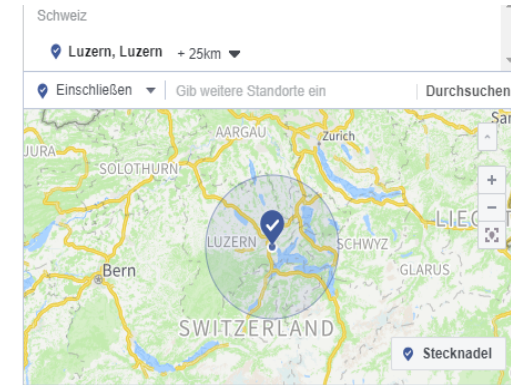 Schweiz
Luzern, Luzern + 25km
Einschließen Gib weitere Standorte ein Durchsuchen
AARGAU
Zürich
JURA
SOLOTHURN
LUZERN
SCHWYZ
Bern
GLARUS
SWITZERLAND
Stecknadel